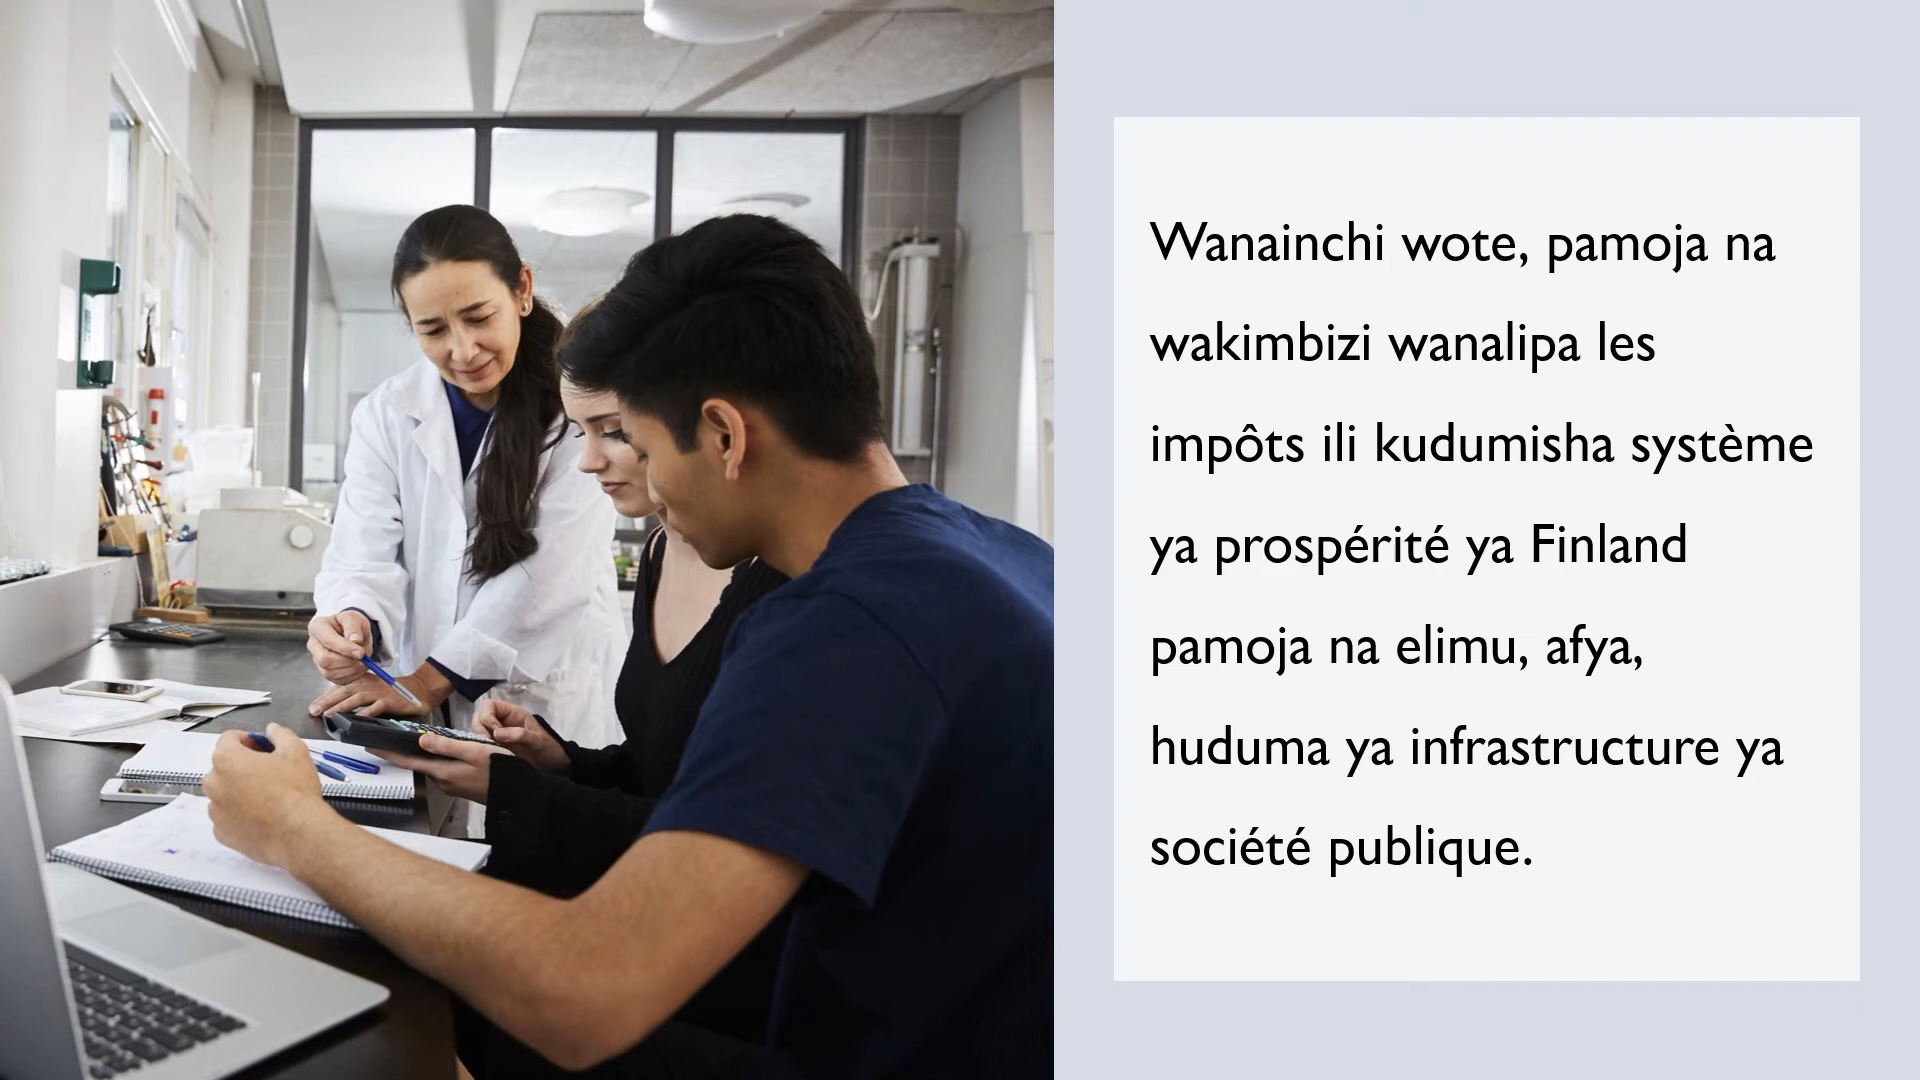 Wanainchi wote, pamoja na
wakimbizi wanalipa les
impôts ili kudumisha système
ya prospérité ya Finland
pamoja na elimu, afya,
huduma ya infrastructure ya
société publique.